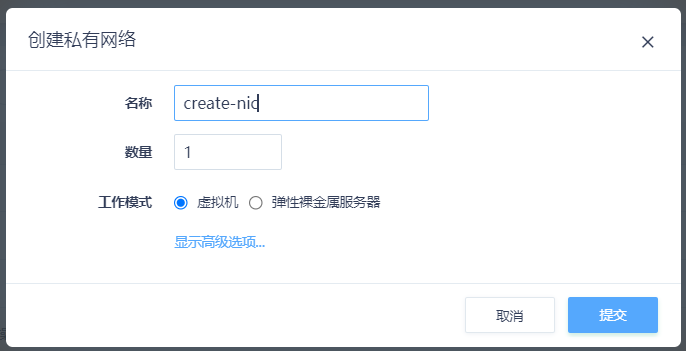 创建私有网络
名称 create-nic
数量 1
工作模式 虚拟机 弹性裸金属服务器
显示高级选项...
取消 提交